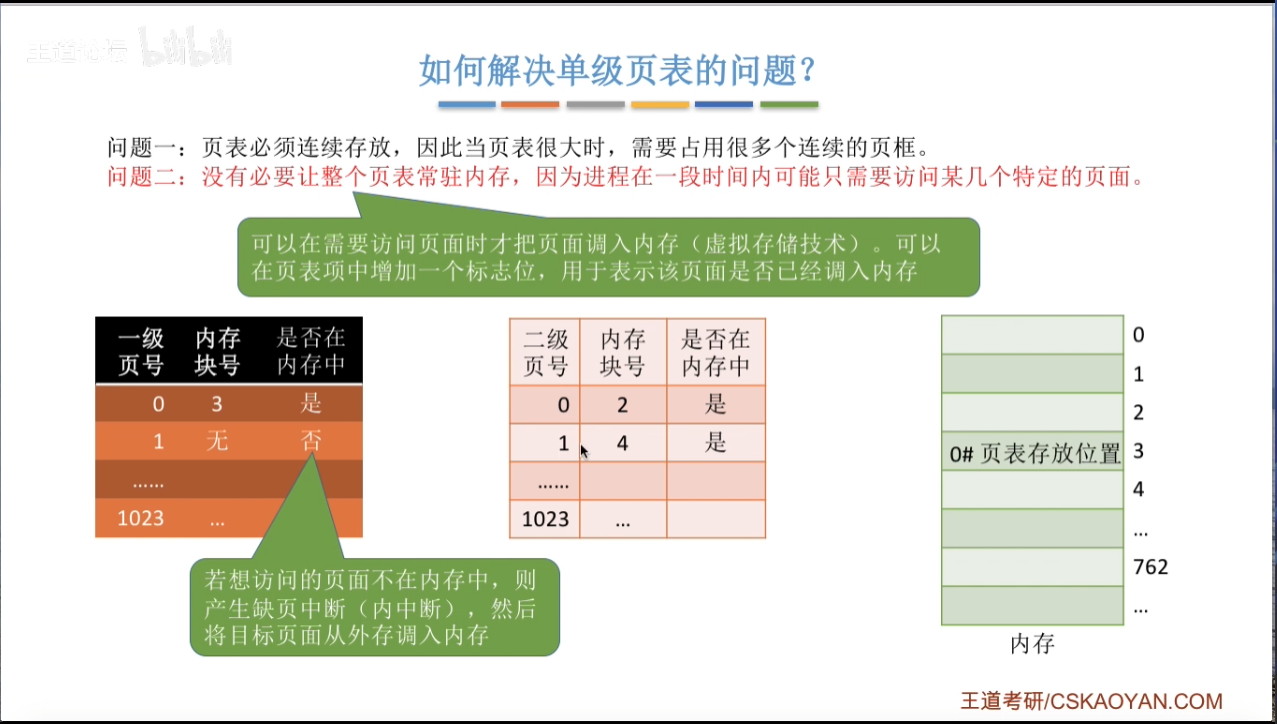 王道论坛 bilibili
如何解决单级页表的问题？
问题一：页表必须连续存放，因此当页表很大时，需要占用很多个连续的页框。
问题二：没有必要让整个页表常驻内存，因为进程在一段时间内可能只需要访问某几个特定的页面。
可以在需要访问页面时才把页面调入内存（虚拟存储技术）。可以
在页表项中增加一个标志位，用于表示该页面是否已经调入内存
一级 内存 是否在
页号 块号 内存中
0 3 是
1 无 否
......
1023 ...
二级 内存 是否在
页号 块号 内存中
0 2 是
1 4 是
......
1023 ...
0
1
2
0# 页表存放位置 3
4
...
762
...
内存
若想访问的页面不在内存中，则
产生缺页中断（内中断），然后
将目标页面从外存调入内存
王道考研/CSKAOYAN.COM